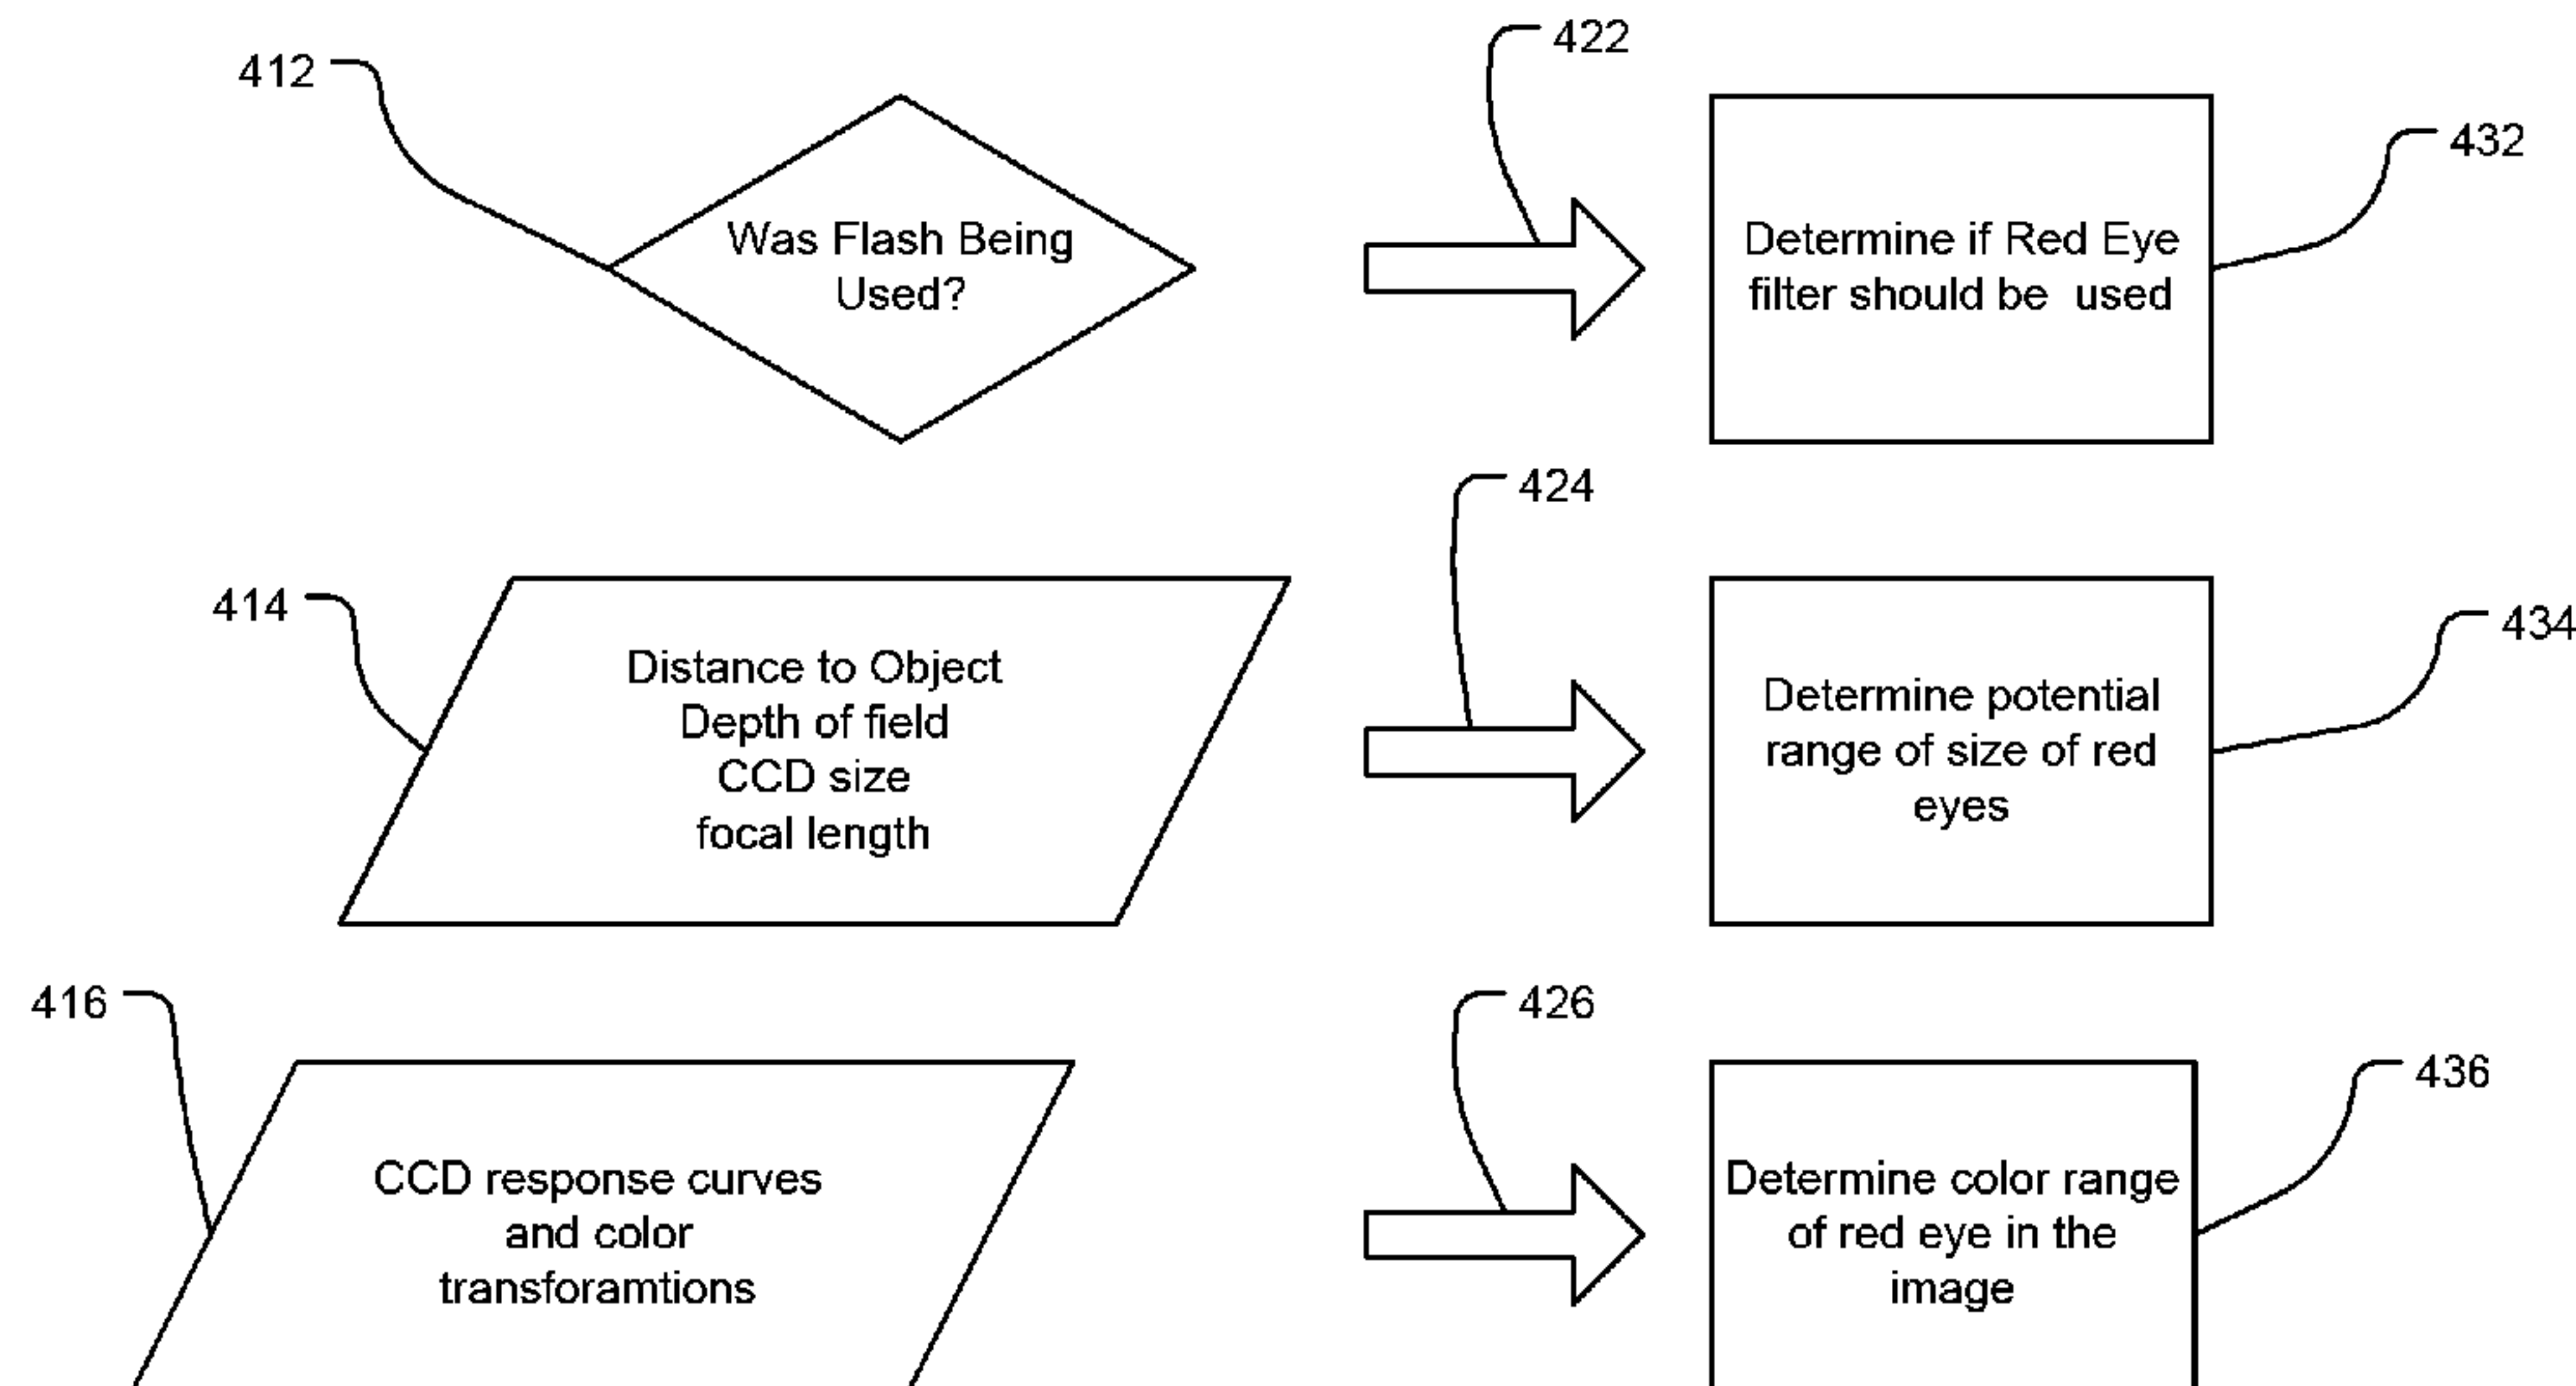 422
412
432
Was Flash Being
Used?
Determine if Red Eye
filter should be used
424
414
434
Distance to Object
Depth of field
CCD size
focal length
Determine potential
range of size of red
eyes
416
426
436
CCD response curves
and color
transforamtions
Determine color range
of red eye in the
image